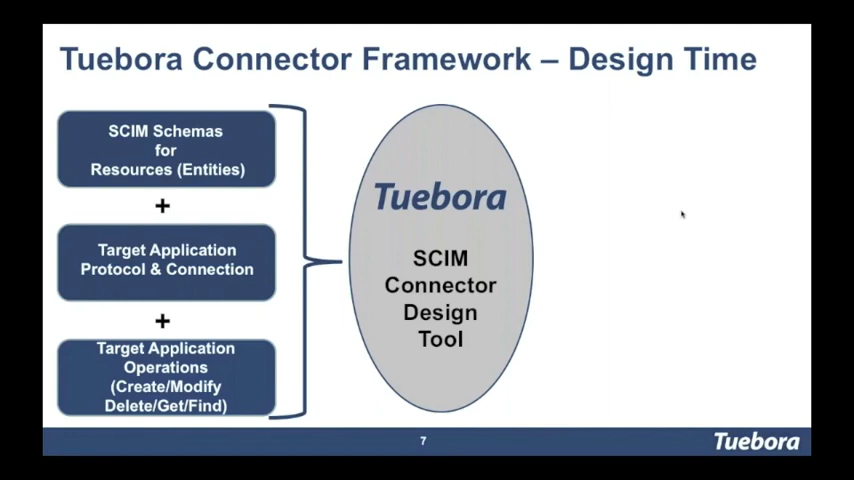 Tuebora Connector Framework – Design Time
SCIM Schemas
for
Resources (Entities)
+
Target Application
Protocol & Connection
+
Target Application
Operations
(Create/Modify
Delete/Get/Find)
Tuebora
SCIM
Connector
Design
Tool
7
Tuebora